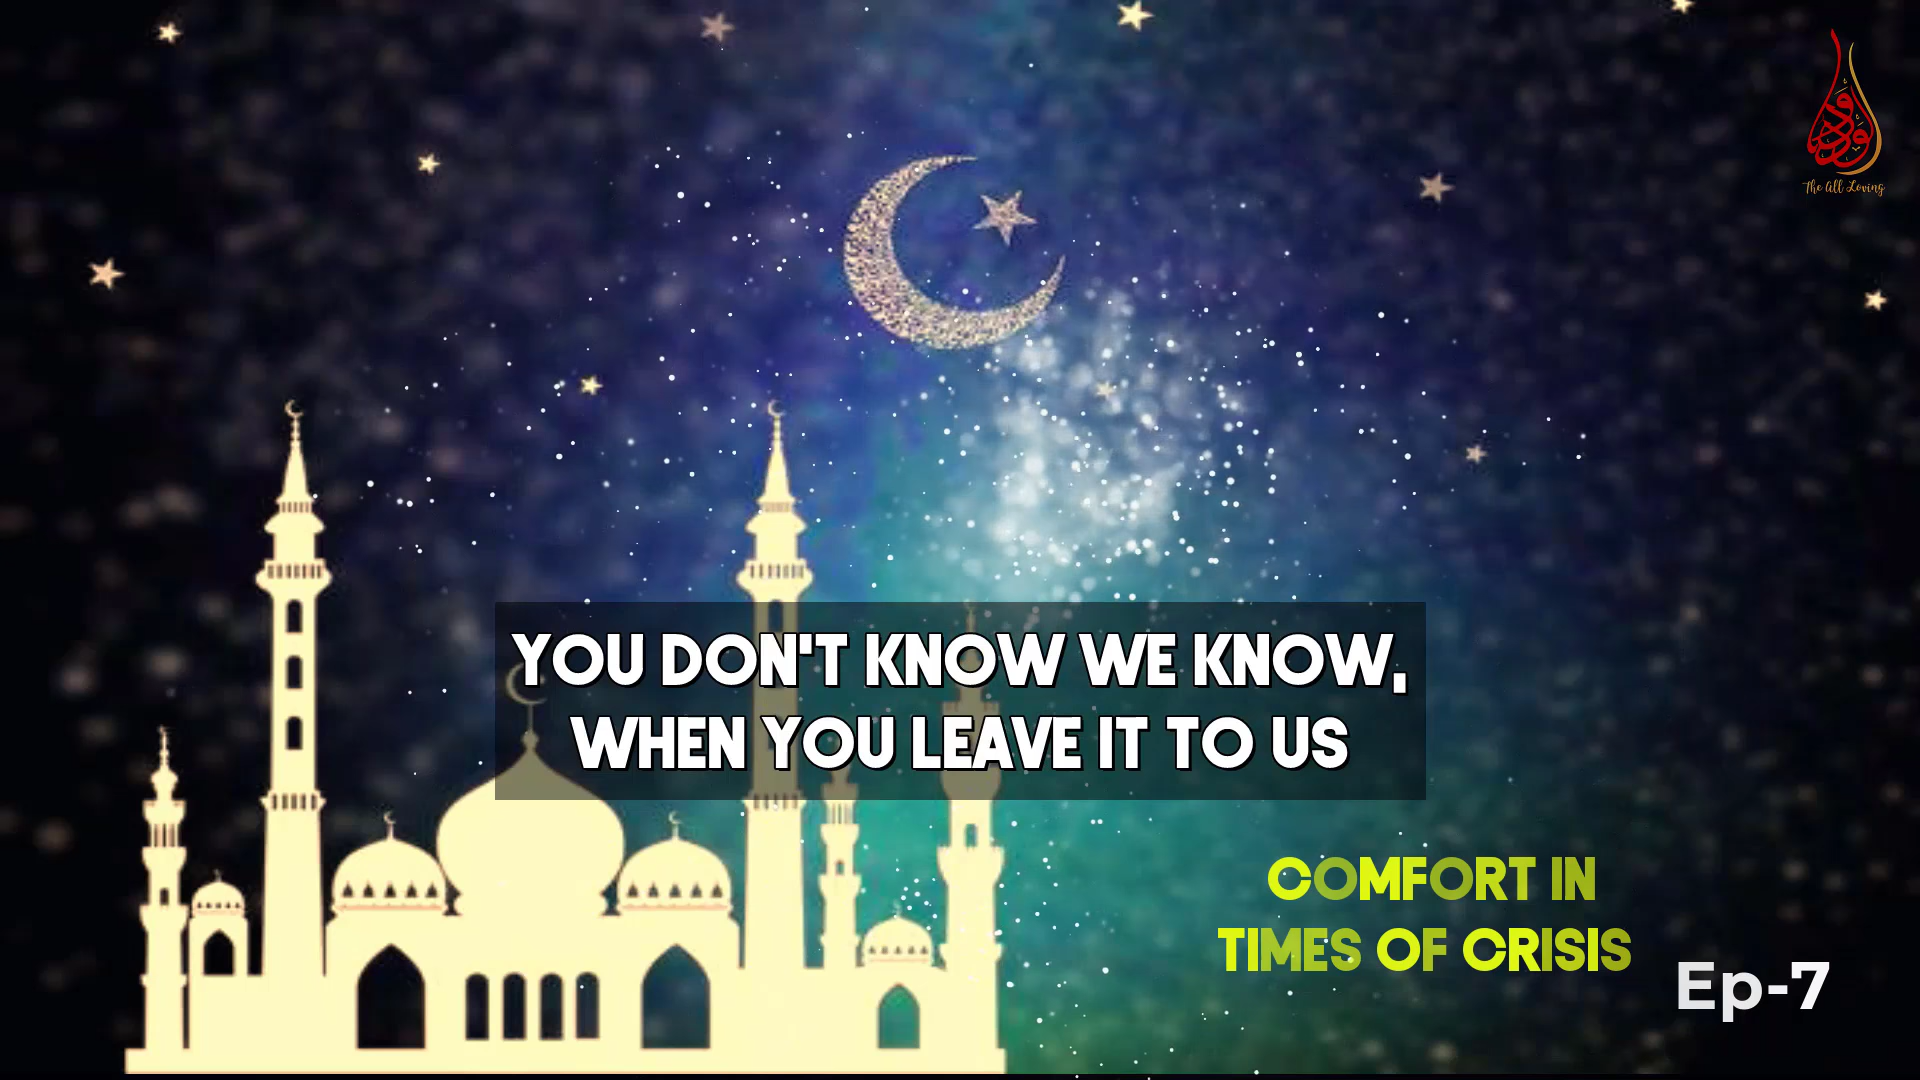 الودود
The All Loving
YOU DON'T KNOW WE KNOW,
WHEN YOU LEAVE IT TO US
COMFORT IN
TIMES OF CRISIS
Ep-7